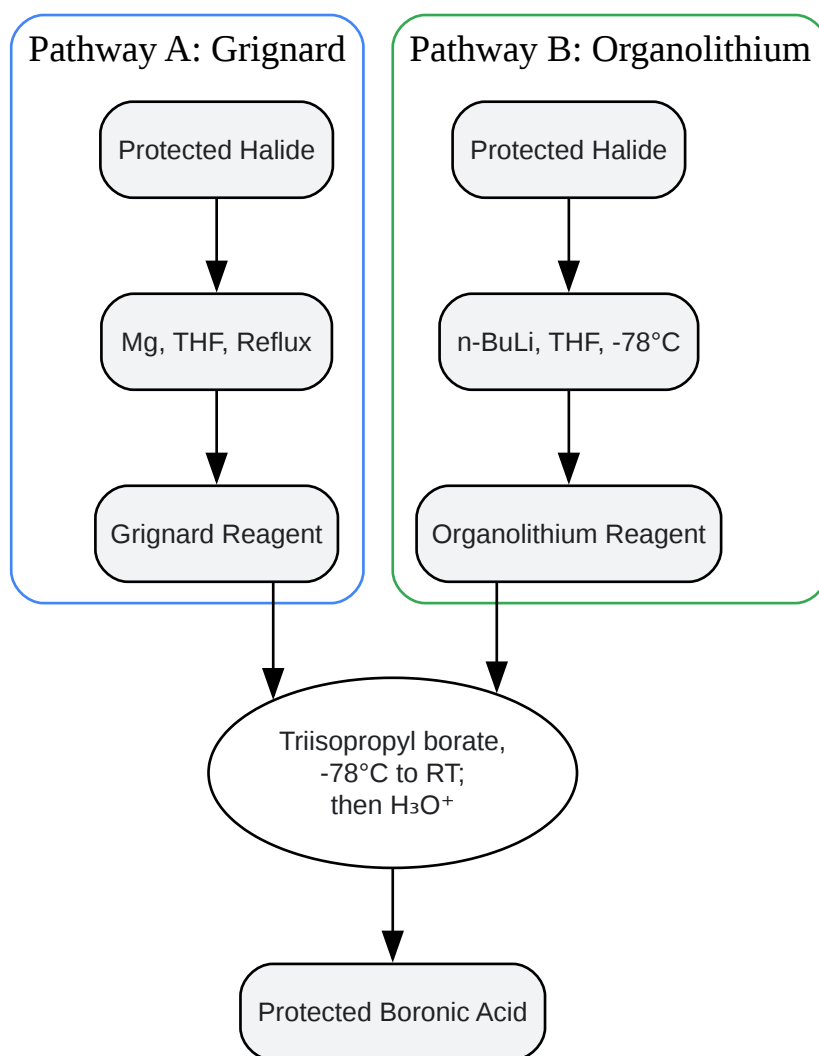 Pathway A: Grignard
Protected Halide
Mg, THF, Reflux
Grignard Reagent
Pathway B: Organolithium
Protected Halide
n-BuLi, THF, -78°C
Organolithium Reagent
Triisopropyl borate,
-78°C to RT;
then H₃O⁺
Protected Boronic Acid